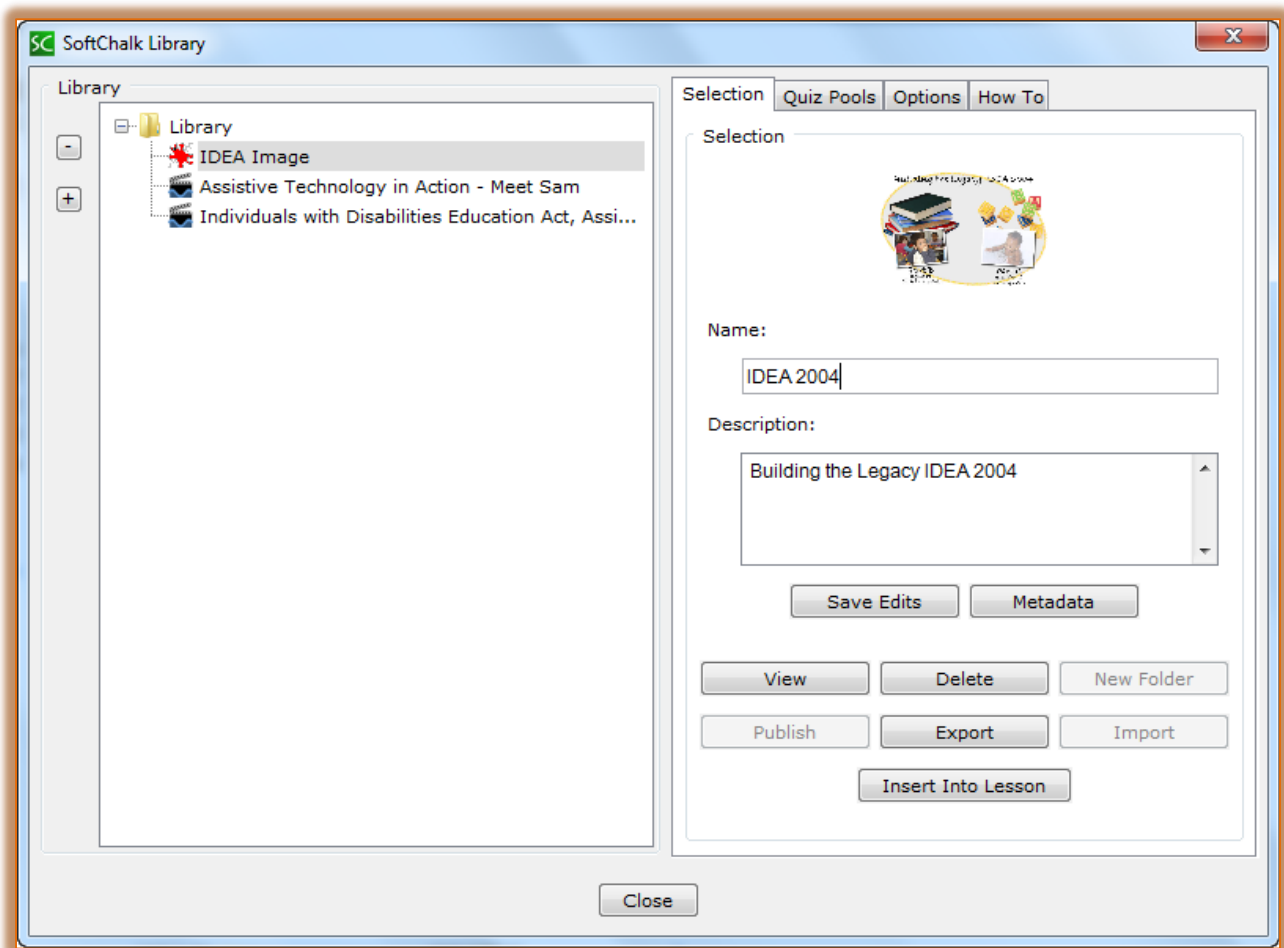 SC SoftChalk Library
Library
- Library
IDEA Image
+ Assistive Technology in Action - Meet Sam
Individuals with Disabilities Education Act, Assi...
Selection Quiz Pools Options How To
Selection
Name:
IDEA 2004
Description:
Building the Legacy IDEA 2004
Save Edits Metadata
View Delete New Folder
Publish Export Import
Insert Into Lesson
Close